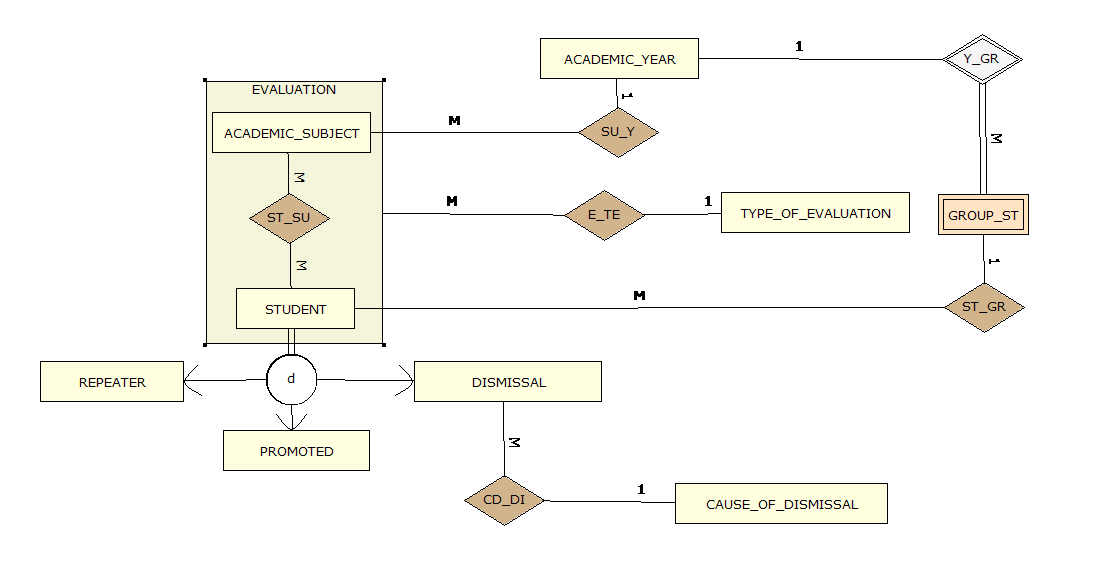 ACADEMIC_YEAR
1
Y_GR
EVALUATION
1
ACADEMIC_SUBJECT
M
SU_Y
M
M
ST_SU
M
E_TE
1
TYPE_OF_EVALUATION
GROUP_ST
M
1
STUDENT
M
ST_GR
REPEATER
d
DISMISSAL
PROMOTED
M
CD_DI
1
CAUSE_OF_DISMISSAL